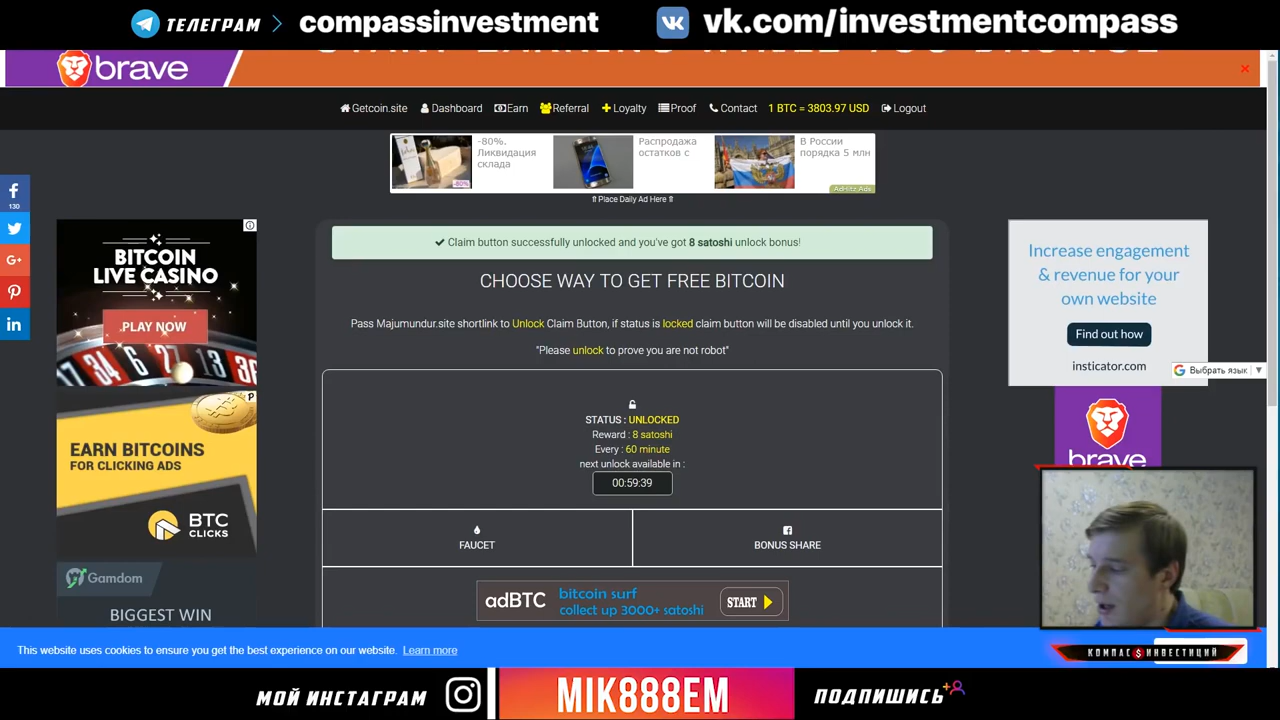 ТЕЛЕГРАМ
compassinvestment
vk.com/investmentcompass
brave
Getcoin.site
Dashboard
Earn
Referral
Loyalty
Proof
Contact
1 BTC = 3803.97 USD
Logout
-80%.
Ликвидация
склада
-80%
Распродажа
остатков с
В России
порядка 5 млн
⇑ Place Daily Ad Here ⇑
130
G+
in
BITCOIN
LIVE CASINO
PLAY NOW
Claim button successfully unlocked and you've got 8 satoshi unlock bonus!
CHOOSE WAY TO GET FREE BITCOIN
Pass Majumundur.site shortlink to Unlock Claim Button, if status is locked claim button will be disabled until you unlock it.
"Please unlock to prove you are not robot"
STATUS : UNLOCKED
Reward : 8 satoshi
Every : 60 minute
next unlock available in :
00:59:39
FAUCET
BONUS SHARE
adBTC
bitcoin surf
collect up 3000+ satoshi
START
Increase engagement
& revenue for your
own website
Find out how
insticator.com
Выбрать язык
brave
EARN BITCOINS
FOR CLICKING ADS
BTC
CLICKS
Gamdom
BIGGEST WIN
This website uses cookies to ensure you get the best experience on our website. Learn more
КОМПАС $ ИНВЕСТИЦИЙ
МОЙ ИНСТАГРАМ
MIK888EM
ПОДПИШИСЬ